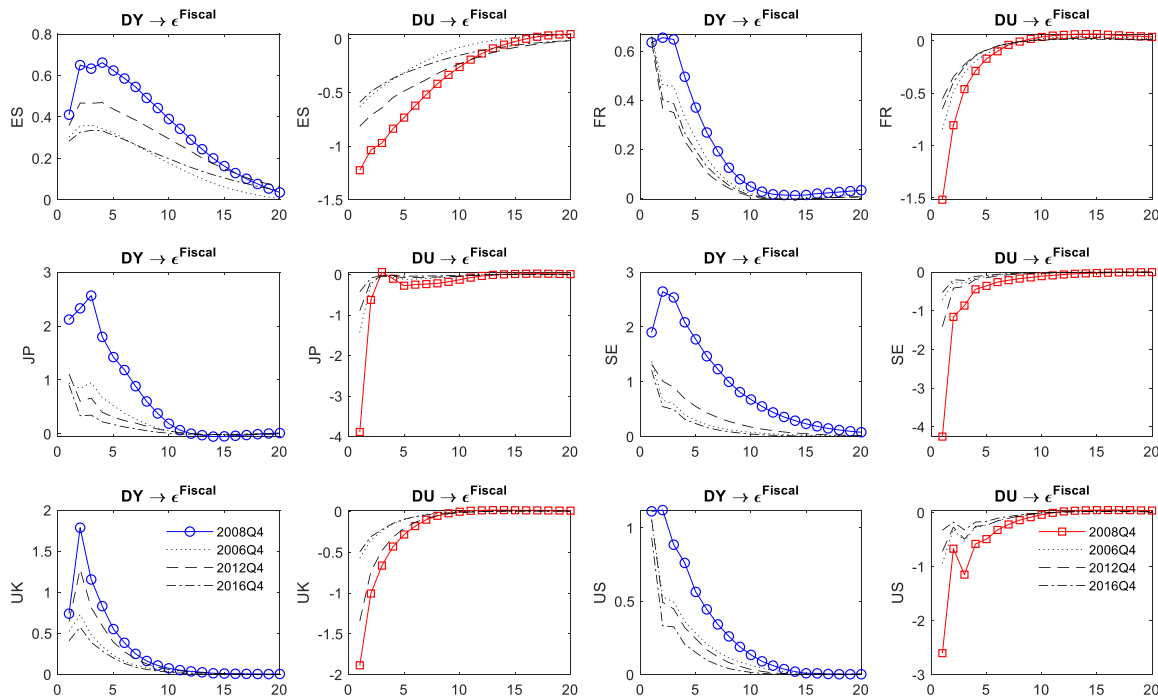 DY → ϵ^Fiscal
DU → ϵ^Fiscal
DY → ϵ^Fiscal
DU → ϵ^Fiscal
0.8
0.6
0.4
0.2
0
ES
0 5 10 15 20
0
-0.5
-1
-1.5
ES
0 5 10 15 20
0.6
0.4
0.2
0
FR
0 5 10 15 20
0
-0.5
-1
-1.5
FR
0 5 10 15 20
DY → ϵ^Fiscal
DU → ϵ^Fiscal
DY → ϵ^Fiscal
DU → ϵ^Fiscal
3
2
1
0
JP
0 5 10 15 20
0
-1
-2
-3
-4
JP
0 5 10 15 20
3
2
1
0
SE
0 5 10 15 20
0
-1
-2
-3
-4
SE
0 5 10 15 20
DY → ϵ^Fiscal
DU → ϵ^Fiscal
DY → ϵ^Fiscal
DU → ϵ^Fiscal
2
1.5
1
0.5
0
UK
2008Q4
2006Q4
2012Q4
2016Q4
0 5 10 15 20
0
-0.5
-1
-1.5
-2
UK
0 5 10 15 20
1
0.5
0
US
0 5 10 15 20
0
-1
-2
-3
US
2008Q4
2006Q4
2012Q4
2016Q4
0 5 10 15 20